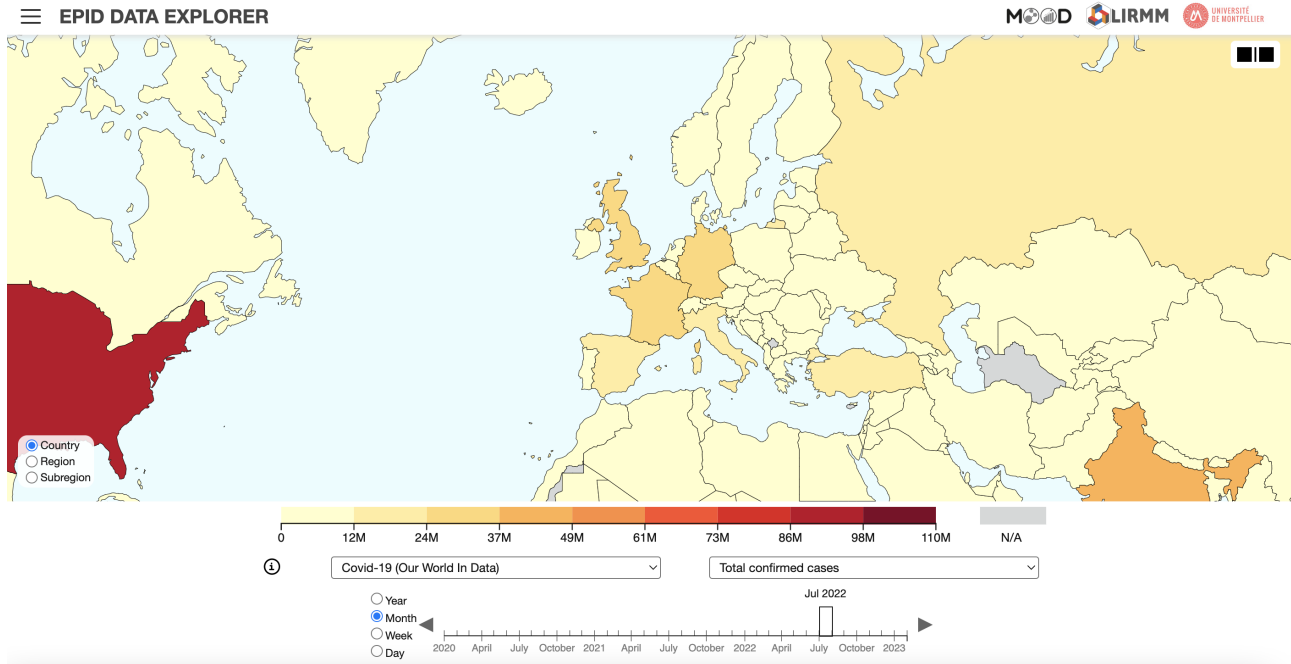 EPID DATA EXPLORER
MOOD
LIRMM
UNIVERSITÉ
DE MONTPELLIER
Country
Region
Subregion
0 12M 24M 37M 49M 61M 73M 86M 98M 110M N/A
Covid-19 (Our World In Data) Total confirmed cases
Jul 2022
Year
Month
Week
Day
2020 April July October 2021 April July October 2022 April July October 2023